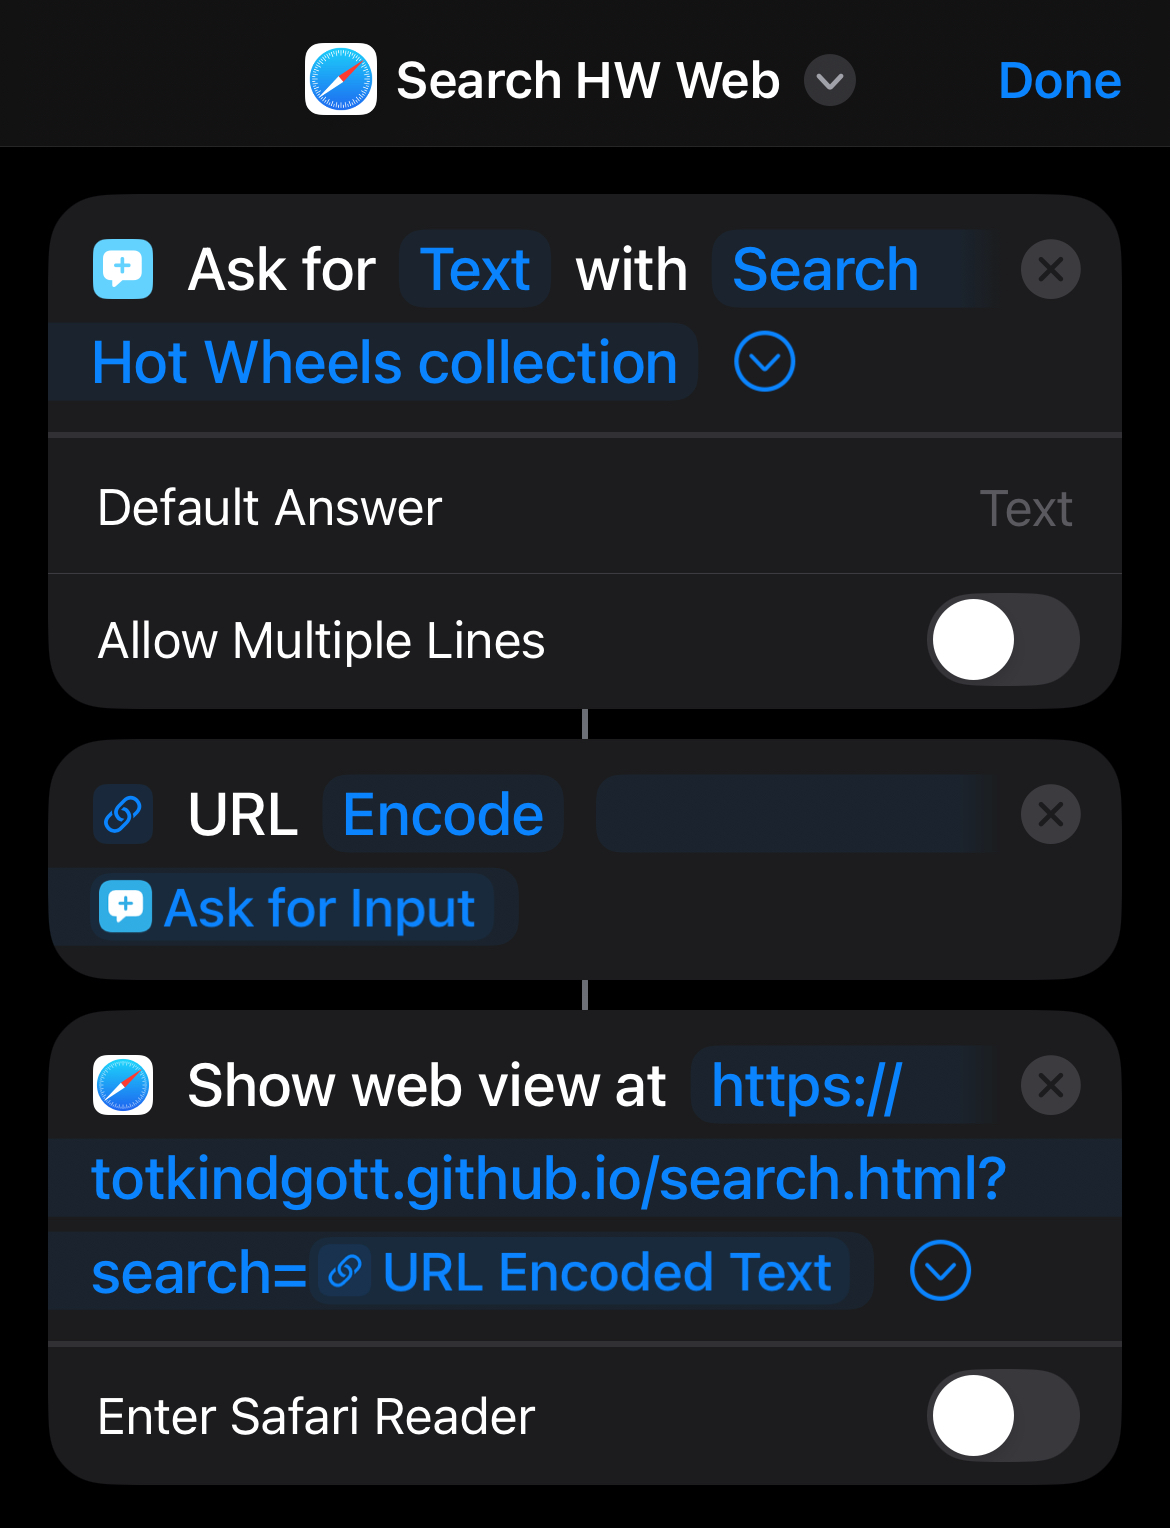 Search HW Web
Done
Ask for Text with Search
Hot Wheels collection
Default Answer Text
Allow Multiple Lines
URL Encode
Ask for Input
Show web view at https://
totkindgott.github.io/search.html?
search= URL Encoded Text
Enter Safari Reader